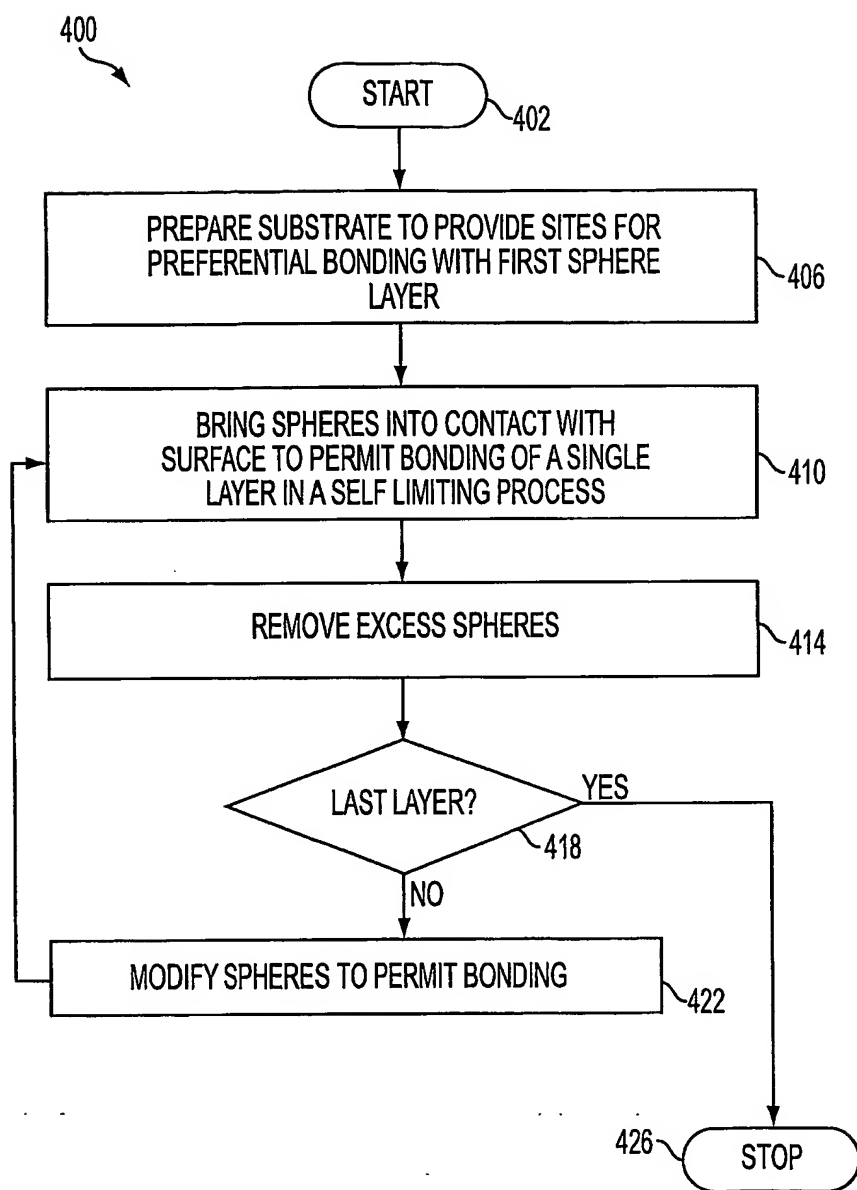 400
START
402
PREPARE SUBSTRATE TO PROVIDE SITES FOR
PREFERENTIAL BONDING WITH FIRST SPHERE
LAYER
406
BRING SPHERES INTO CONTACT WITH
SURFACE TO PERMIT BONDING OF A SINGLE
LAYER IN A SELF LIMITING PROCESS
410
REMOVE EXCESS SPHERES
414
LAST LAYER?
YES
418
NO
MODIFY SPHERES TO PERMIT BONDING
422
426
STOP